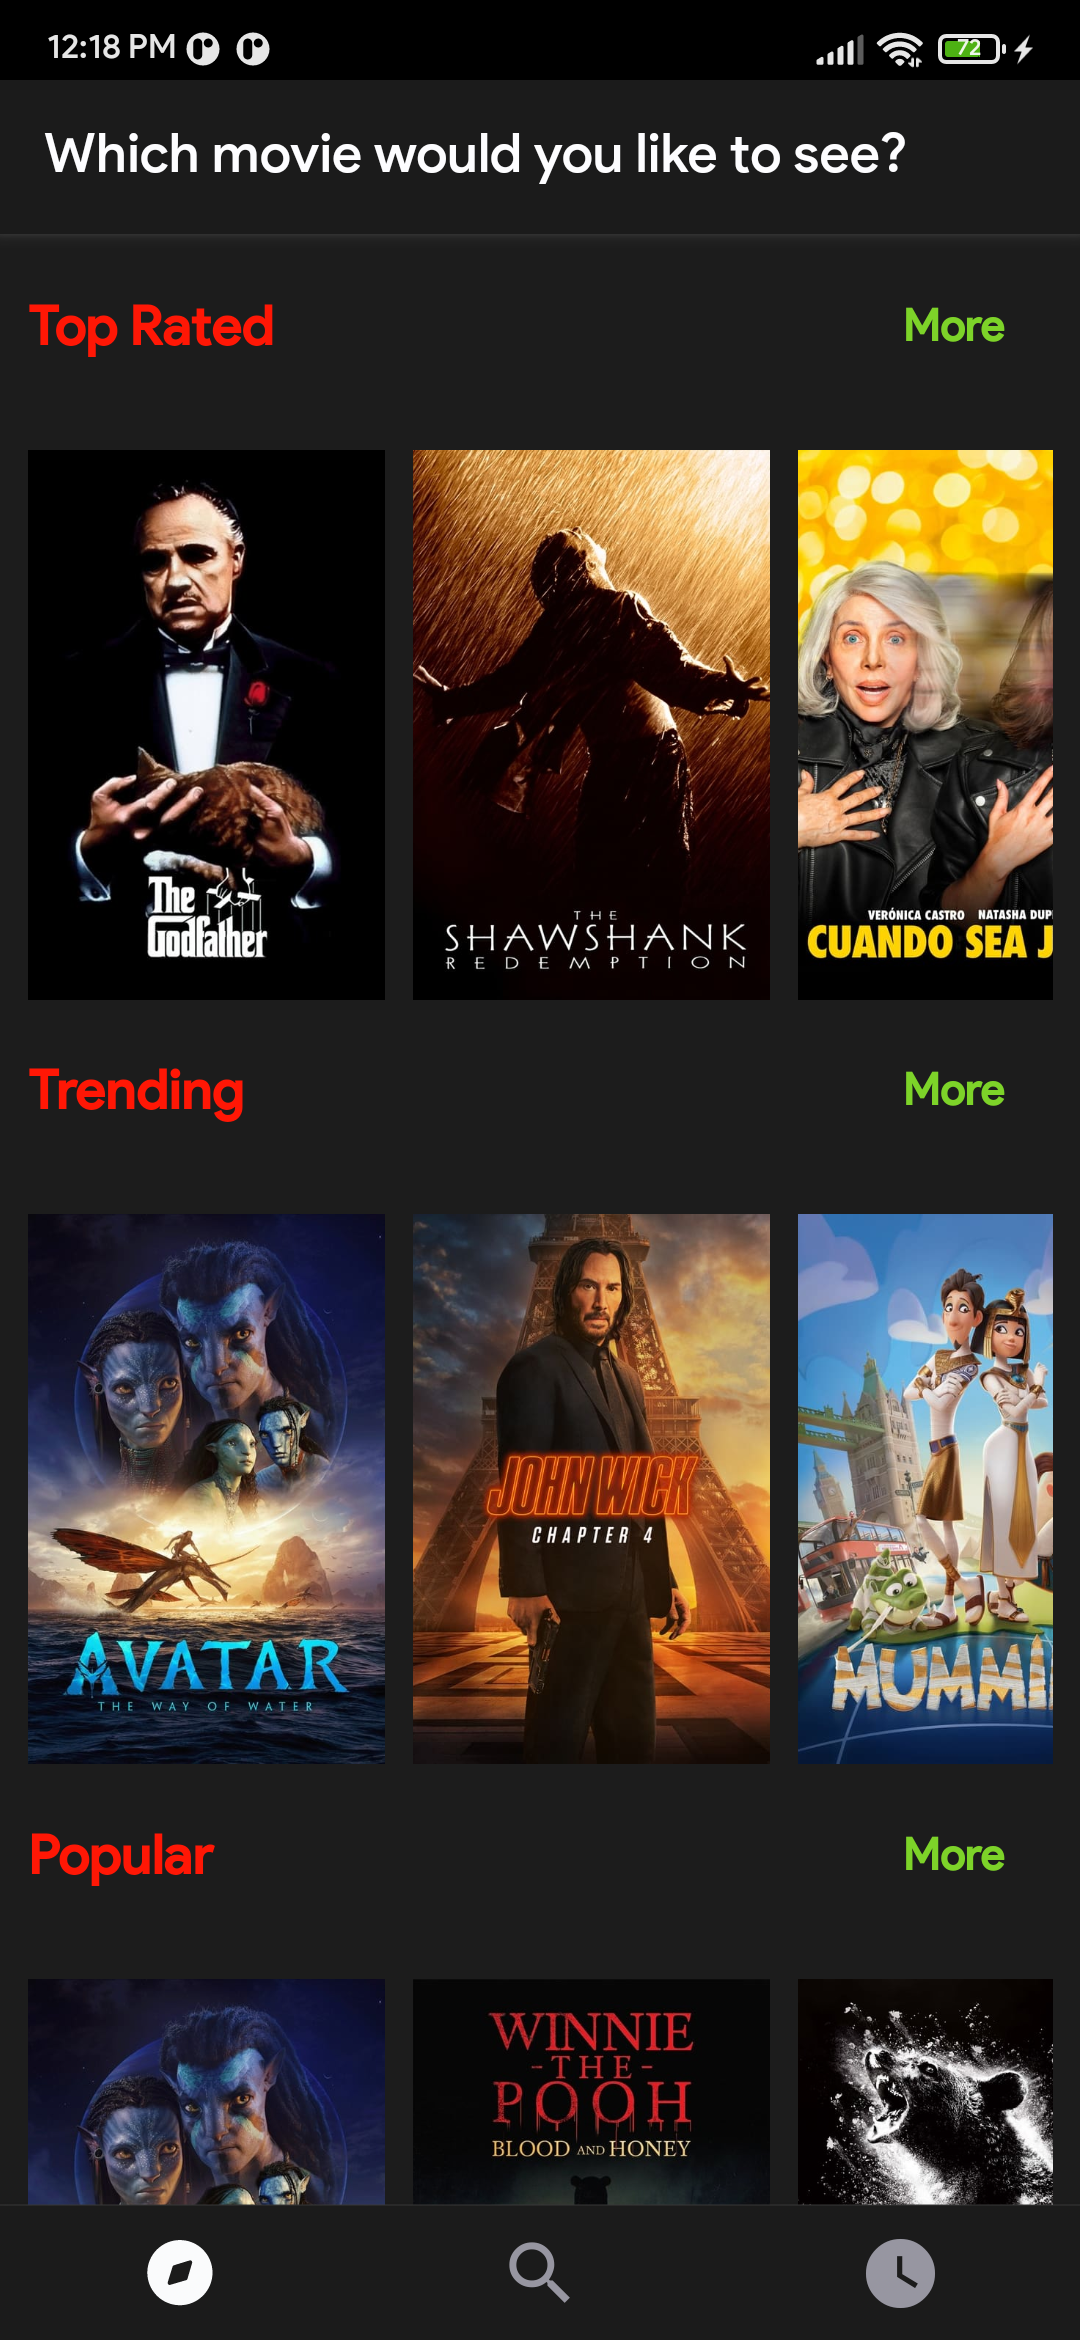 12:18 PM
72
Which movie would you like to see?
Top Rated
More
The
Godfather
THE
SHAWSHANK
REDEMPTION
VERÓNICA CASTRO NATASHA DUP
CUANDO SEA J
Trending
More
AVATAR
THE WAY OF WATER
JOHN WICK
CHAPTER 4
MUMMI
Popular
More
WINNIE
-THE-
POOH
BLOOD AND HONEY